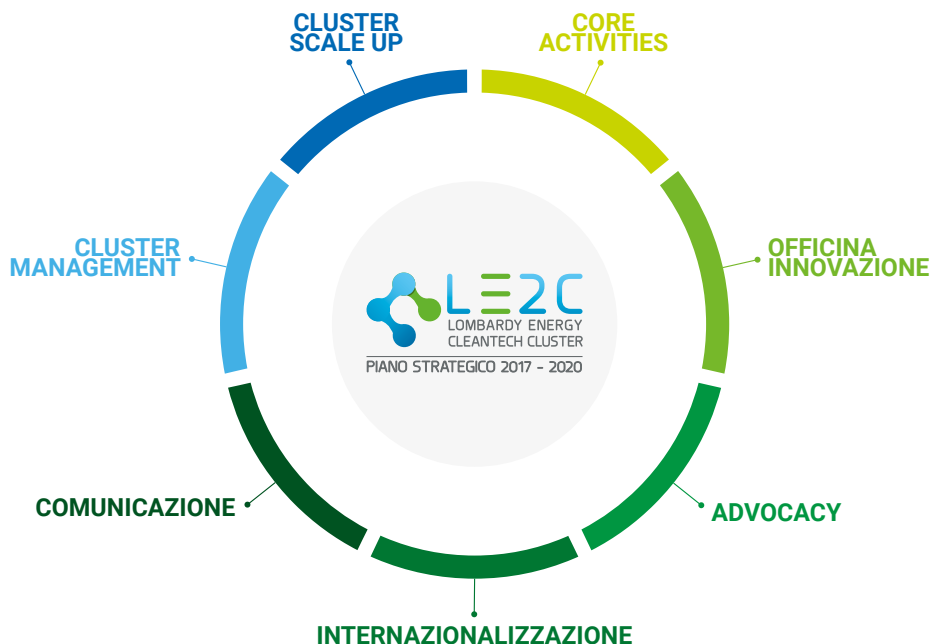 CLUSTER
SCALE UP
CORE
ACTIVITIES
CLUSTER
MANAGEMENT
OFFICINA
INNOVAZIONE
LE2C
LOMBARDY ENERGY
CLEANTECH CLUSTER
PIANO STRATEGICO 2017 - 2020
COMUNICAZIONE
ADVOCACY
INTERNAZIONALIZZAZIONE